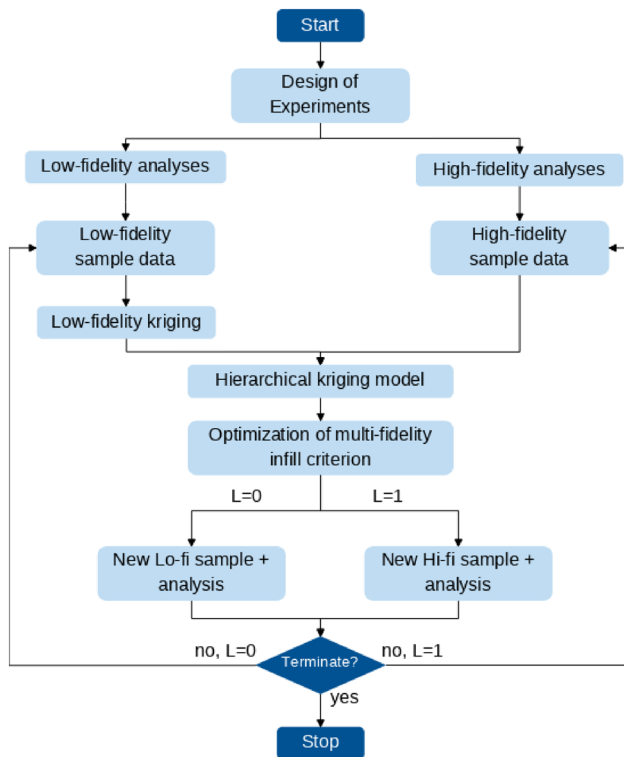 Start
Design of
Experiments
Low-fidelity analyses
High-fidelity analyses
Low-fidelity
sample data
High-fidelity
sample data
Low-fidelity kriging
Hierarchical kriging model
Optimization of multi-fidelity
infill criterion
L=0
L=1
New Lo-fi sample +
analysis
New Hi-fi sample +
analysis
no, L=0
Terminate?
no, L=1
yes
Stop